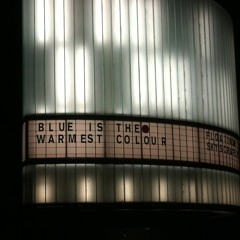 BLUE IS THE
WARMEST COLOUR